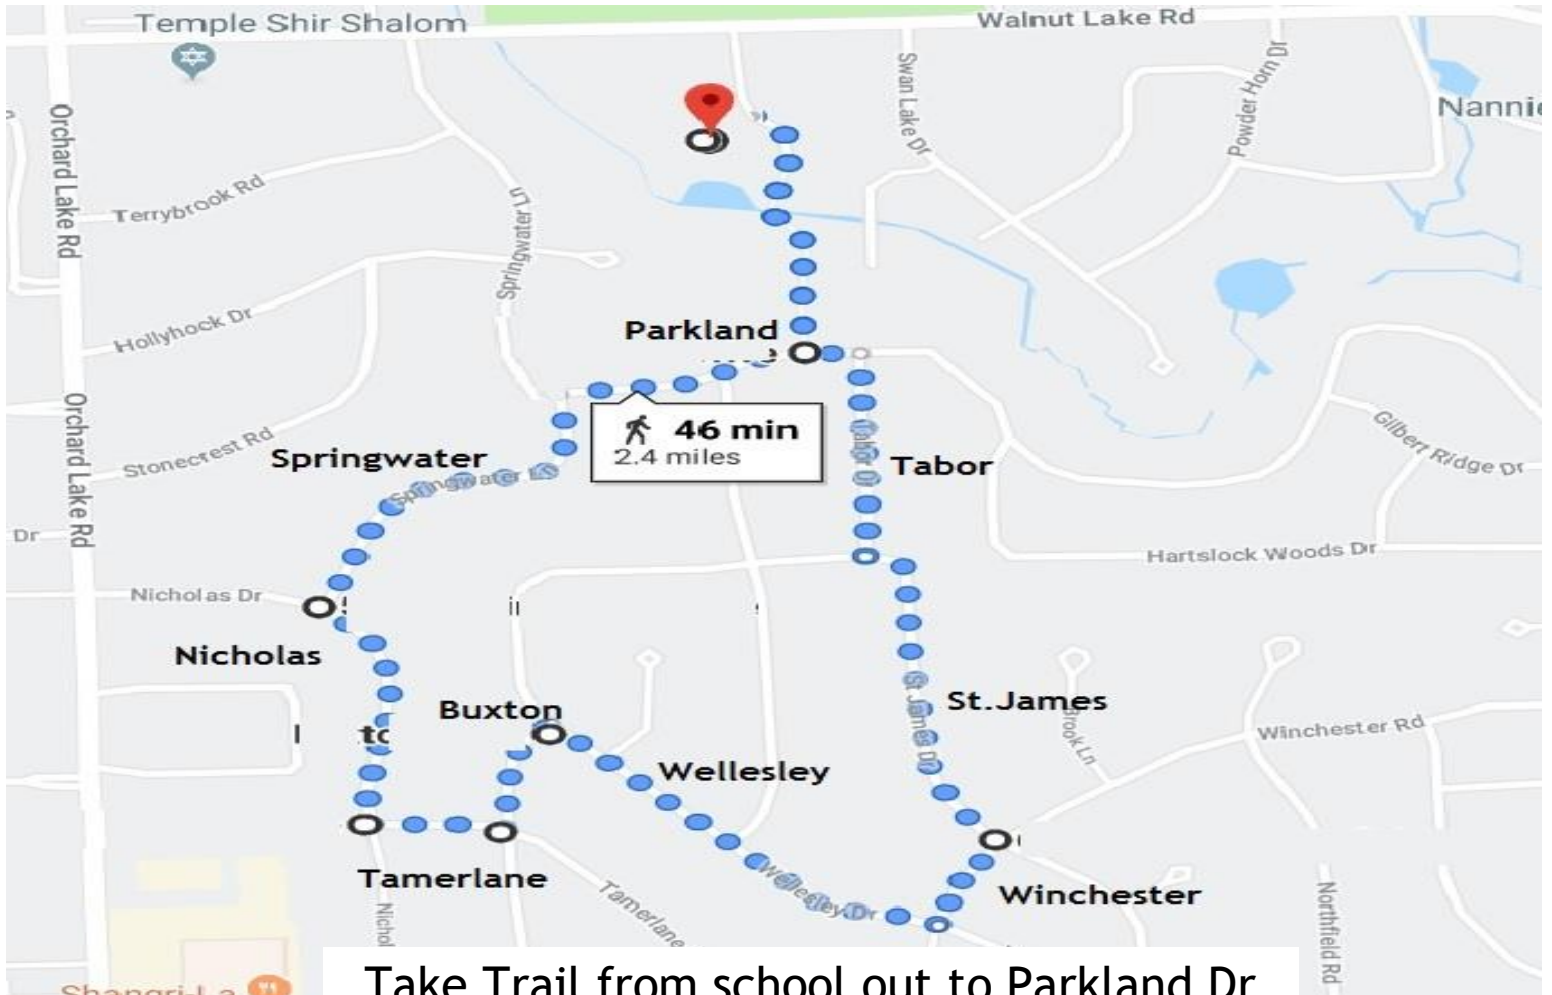 Temple Shir Shalom
Walnut Lake Rd
Orchard Lake Rd
Swan Lake Dr
Powder Horn Dr
Terrybrook Rd
Springwater Ln
Hollyhock Dr
Parkland
46 min
2.4 miles
Orchard Lake Rd
Stonecrest Rd
Springwater
Springwater Ln
Tabor Dr
Tabor
Gilbert Ridge Dr
Dr
Hartslock Woods Dr
Nicholas Dr
Nicholas
Buxton
St James Dr
St.James
Winchester Rd
Wellesley
Wellesley Dr
Tamerlane
Tamerlane
Winchester
Northfield Rd
Take Trail from school out to Parkland Dr